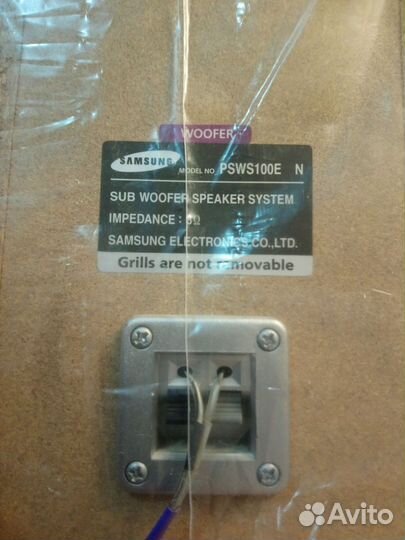 WOOFER
SAMSUNG MODEL NO PSWS100E N
SUB WOOFER SPEAKER SYSTEM
IMPEDANCE :
SAMSUNG ELECTRONICS CO.,LTD.
Grills are not removable
Avito